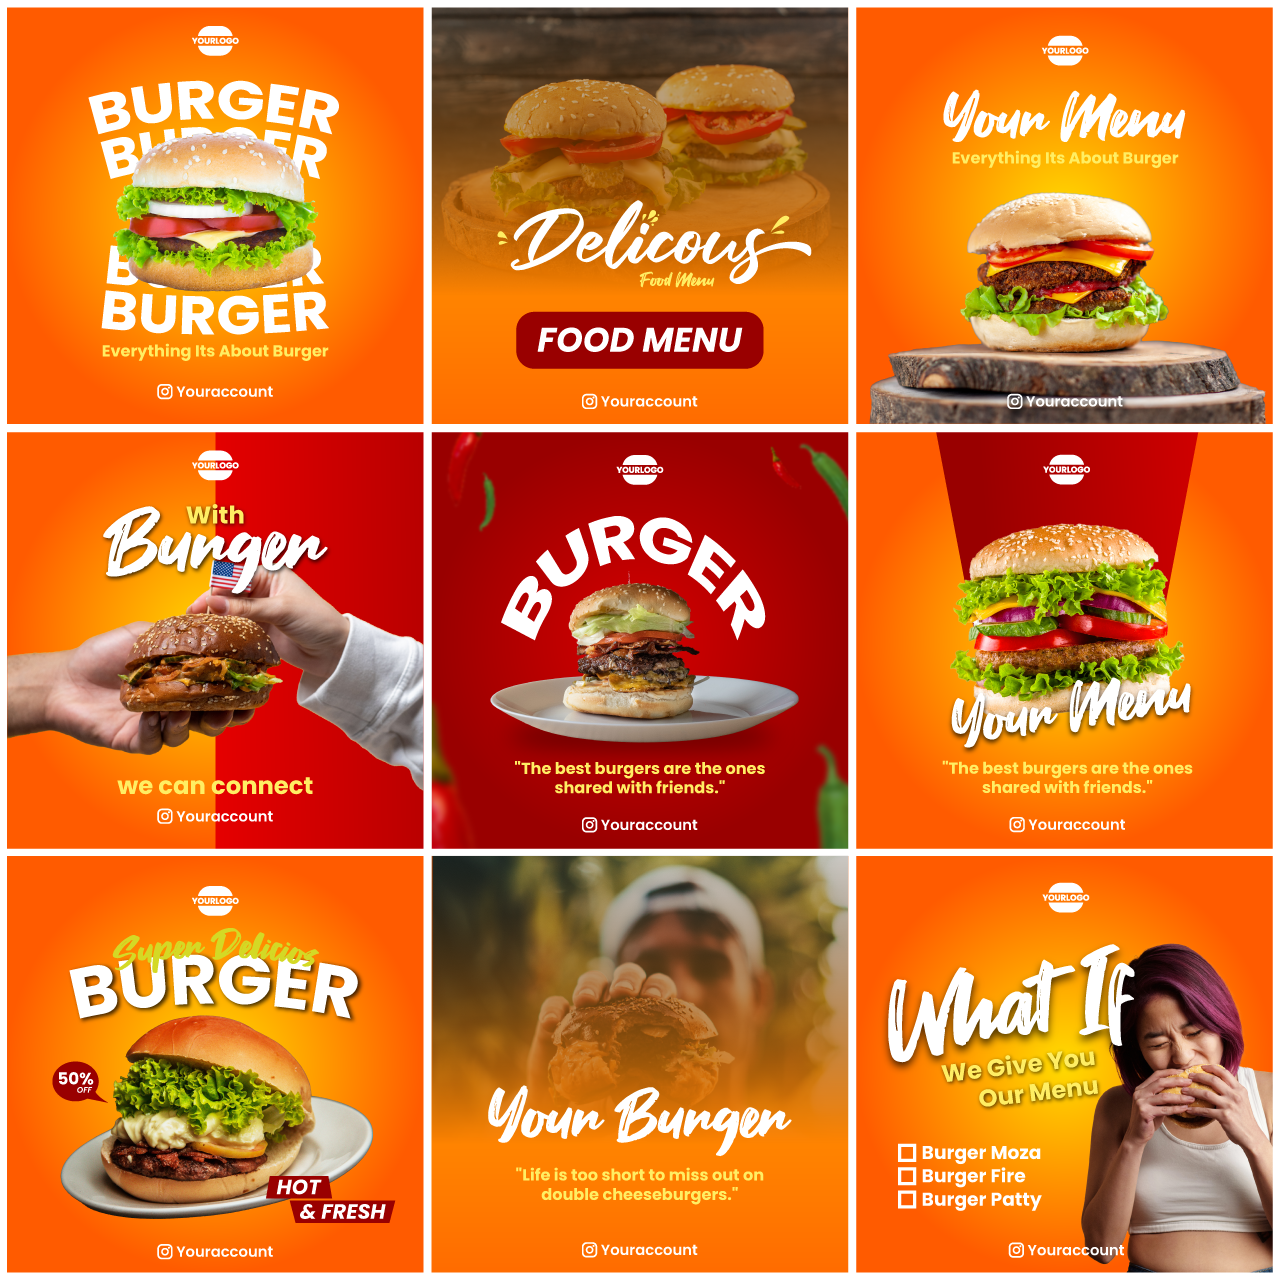 YOURLOGO
BURGER
BURGER
BURGER
BURGER
Everything Its About Burger
Youraccount
Delicous
Food Menu
FOOD MENU
Youraccount
YOURLOGO
Your Menu
Everything Its About Burger
Youraccount
YOURLOGO
With
Burger
we can connect
Youraccount
YOURLOGO
BURGER
"The best burgers are the ones
shared with friends."
Youraccount
YOURLOGO
Your Menu
"The best burgers are the ones
shared with friends."
Youraccount
YOURLOGO
Super Delicios
BURGER
50%
OFF
HOT
& FRESH
Youraccount
Your Burger
"Life is too short to miss out on
double cheeseburgers."
Youraccount
YOURLOGO
What If
We Give You
Our Menu
Burger Moza
Burger Fire
Burger Patty
Youraccount